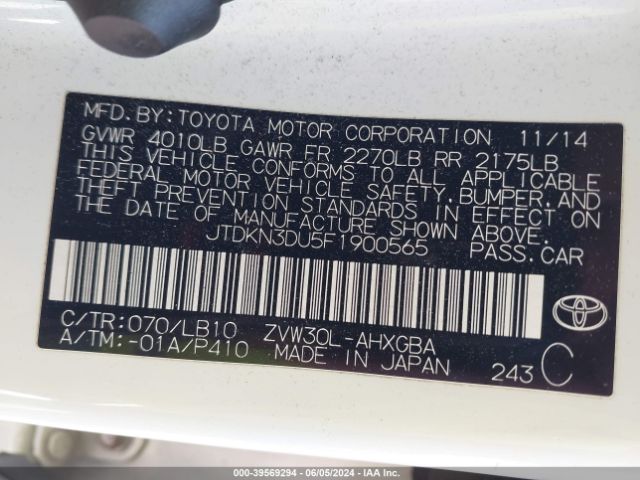 MFD. BY: TOYOTA MOTOR CORPORATION 11/14
GVWR 4010LB GAWR FR 2270LB RR 2175LB
THIS VEHICLE CONFORMS TO ALL APPLICABLE
FEDERAL MOTOR VEHICLE SAFETY, BUMPER, AND
THEFT PREVENTION STANDARDS IN EFFECT ON
THE DATE OF MANUFACTURE SHOWN ABOVE.
JTDKN3DU5F1900565 PASS.CAR
C/TR:070/LB10 ZVW30L-AHXGBA
A/TM:-01A/P410 MADE IN JAPAN 243 C
TOYOTA
000-39569294 | 06/05/2024 - IAA Inc.